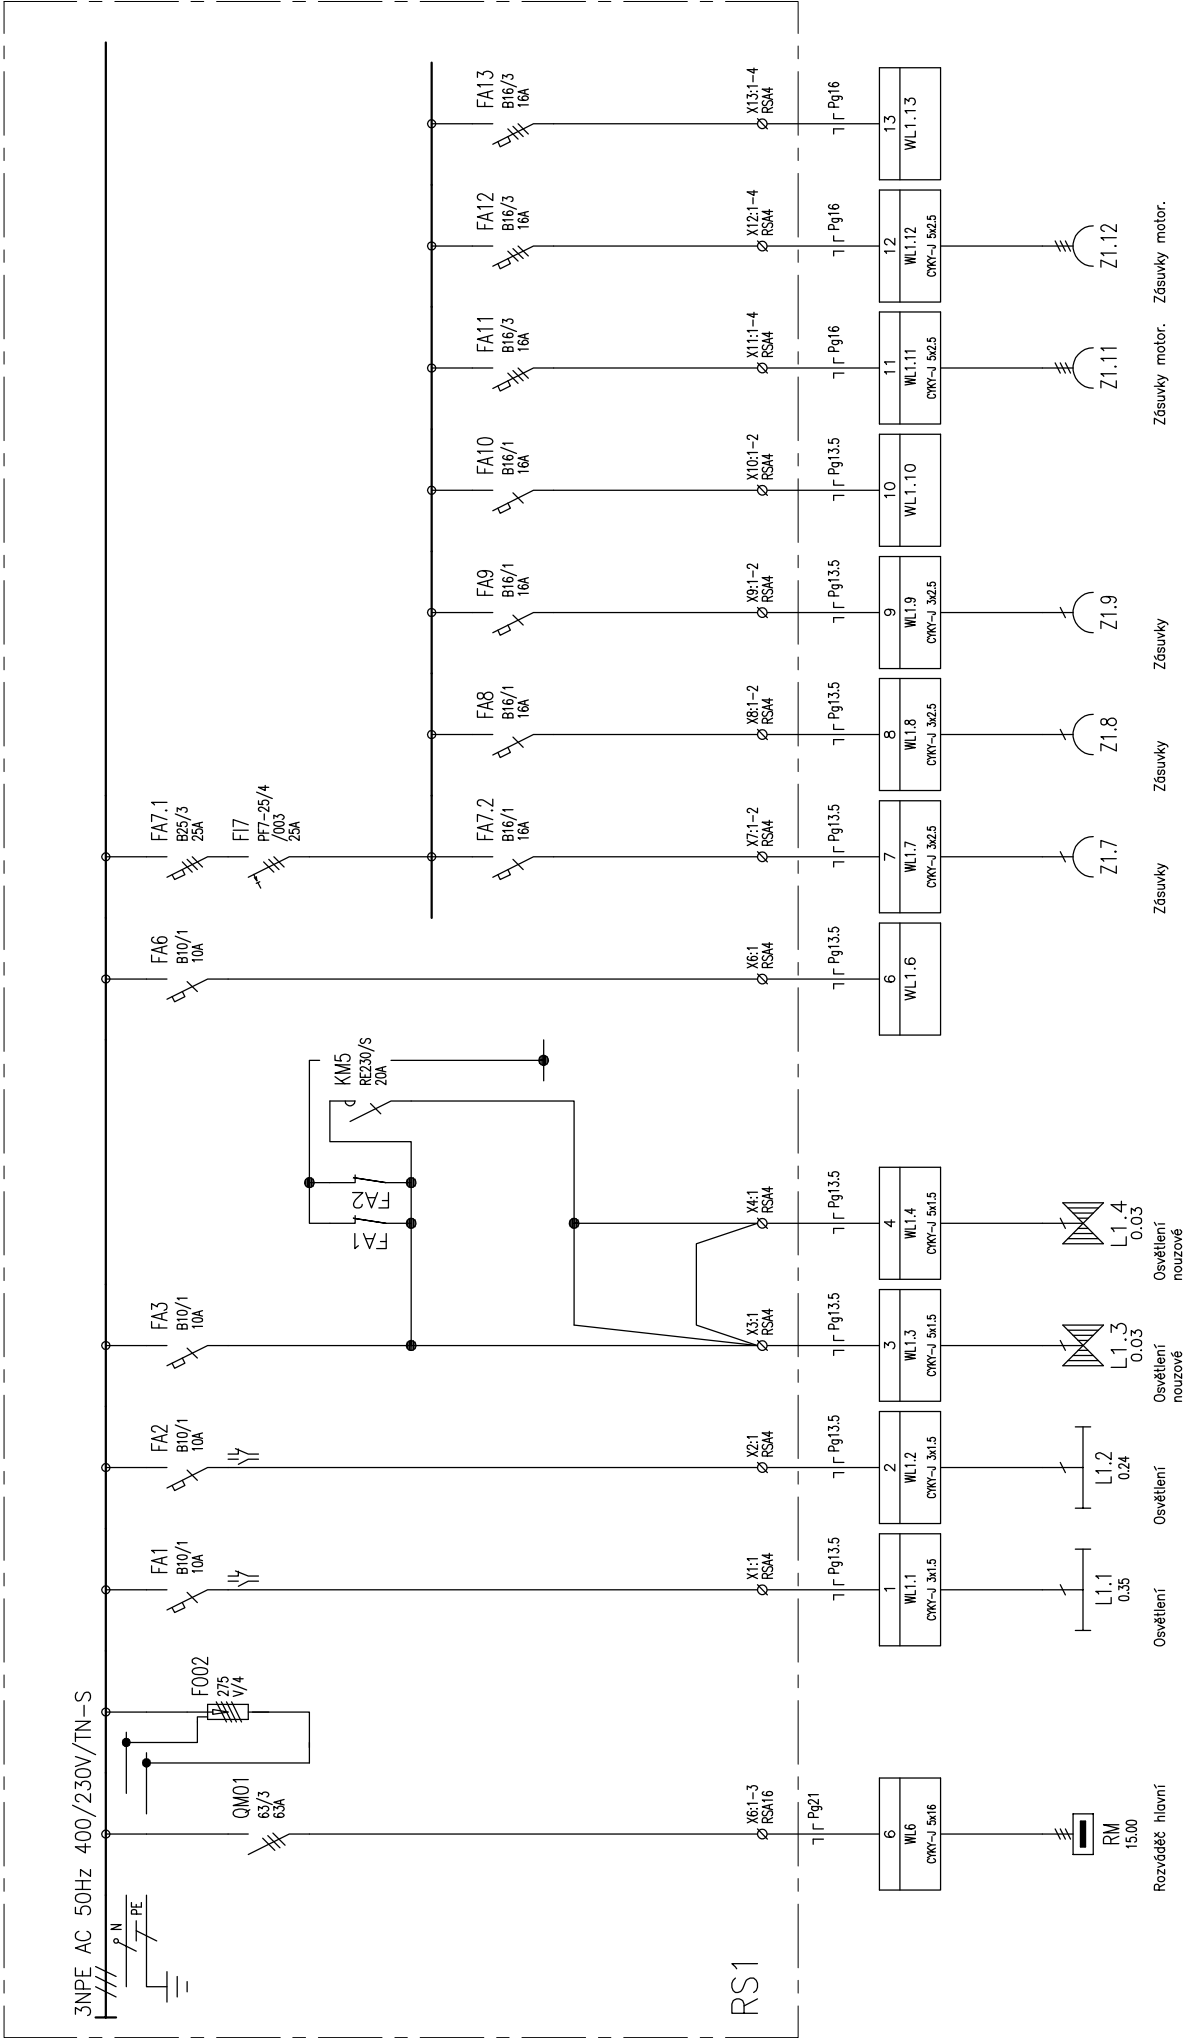 3NPE AC 50Hz 400/230V/TN-S
N
PE
RS1
QM01
63/3
63A
X6:1-3
RSA16
Pg21
6
WL6
CYKY-J 5x16
RM
15.00
Rozváděč hlavní
F002
275
V/4
FA1
B10/1
10A
X1:1
RSA4
Pg13.5
1
WL1.1
CYKY-J 3x1.5
L1.1
0.35
Osvětlení
FA2
B10/1
10A
X2:1
RSA4
Pg13.5
2
WL1.2
CYKY-J 3x1.5
L1.2
0.24
Osvětlení
FA3
B10/1
10A
X3:1
RSA4
Pg13.5
3
WL1.3
CYKY-J 5x1.5
L1.3
0.03
Osvětlení
nouzové
FA1
FA2
KM5
RE230/S
20A
X4:1
RSA4
Pg13.5
4
WL1.4
CYKY-J 5x1.5
L1.4
0.03
Osvětlení
nouzové
FA6
B10/1
10A
X6:1
RSA4
Pg13.5
6
WL1.6
FA7.1
B25/3
25A
FI7
PF7-25/4
/003
25A
FA7.2
B16/1
16A
X7:1-2
RSA4
Pg13.5
7
WL1.7
CYKY-J 3x2.5
Z1.7
Zásuvky
FA8
B16/1
16A
X8:1-2
RSA4
Pg13.5
8
WL1.8
CYKY-J 3x2.5
Z1.8
Zásuvky
FA9
B16/1
16A
X9:1-2
RSA4
Pg13.5
9
WL1.9
CYKY-J 3x2.5
Z1.9
Zásuvky
FA10
B16/1
16A
X10:1-2
RSA4
Pg13.5
10
WL1.10
FA11
B16/3
16A
X11:1-4
RSA4
Pg16
11
WL1.11
CYKY-J 5x2.5
Z1.11
Zásuvky motor.
FA12
B16/3
16A
X12:1-4
RSA4
Pg16
12
WL1.12
CYKY-J 5x2.5
Z1.12
Zásuvky motor.
FA13
B16/3
16A
X13:1-4
RSA4
Pg16
13
WL1.13